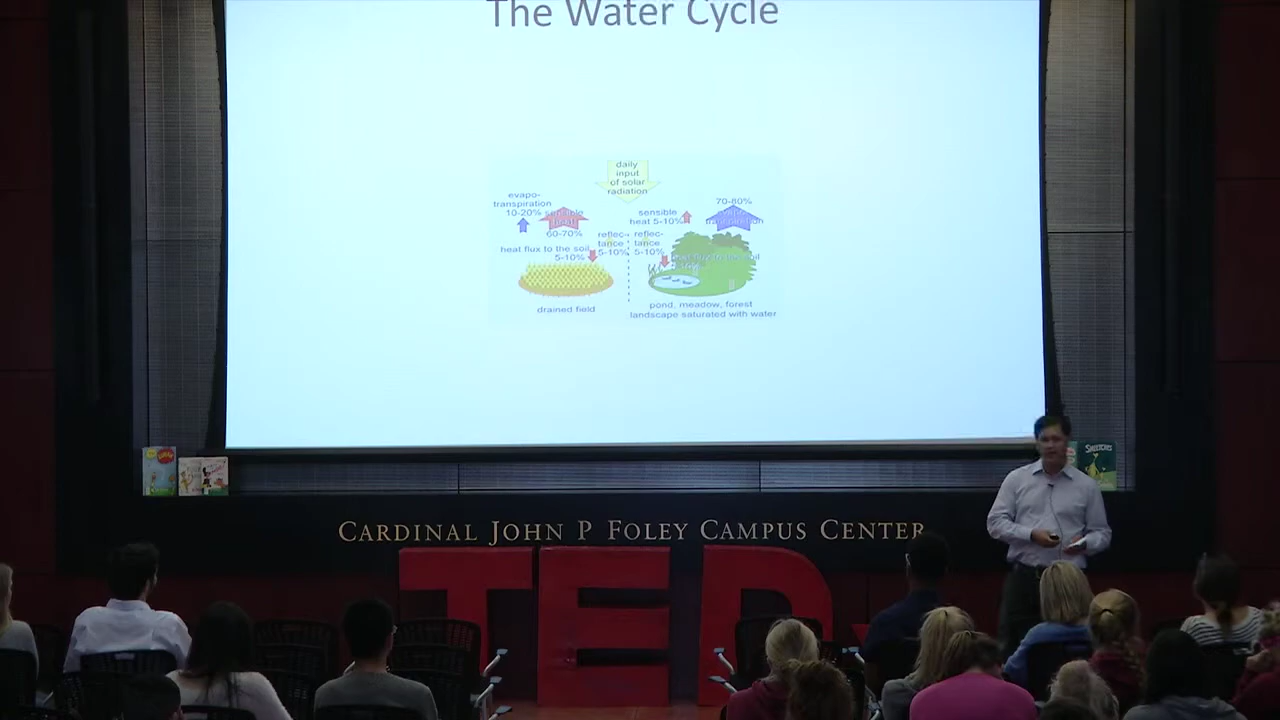 The Water Cycle
daily
input
of solar
radiation
evapo-
transpiration
10-20%
sensible
heat
60-70%
heat flux to the soil
5-10%
reflec-
tance
5-10%
drained field
sensible
heat 5-10%
70-80%
reflec-
tance
5-10%
pond, meadow, forest
landscape saturated with water
CARDINAL JOHN P FOLEY CAMPUS CENTER
TED